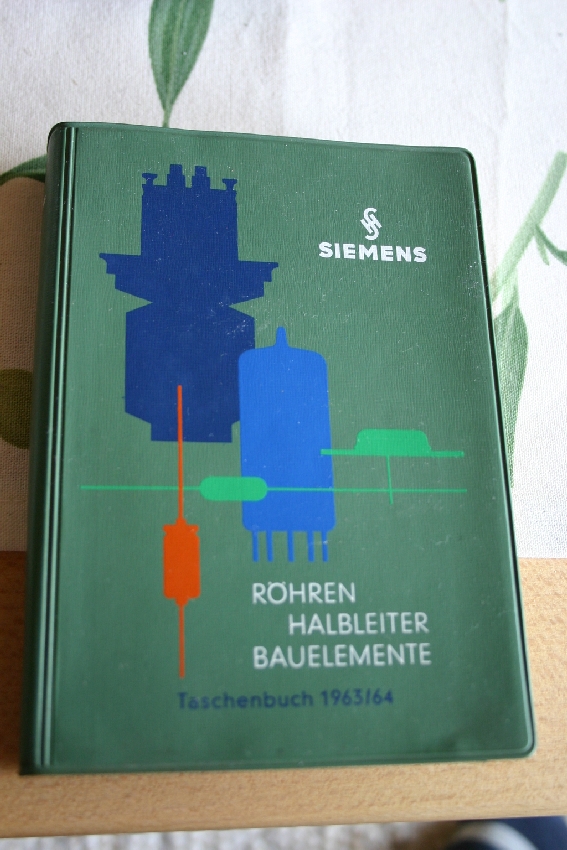 SIEMENS
RÖHREN
HALBLEITER
BAUELEMENTE
Taschenbuch 1963/64